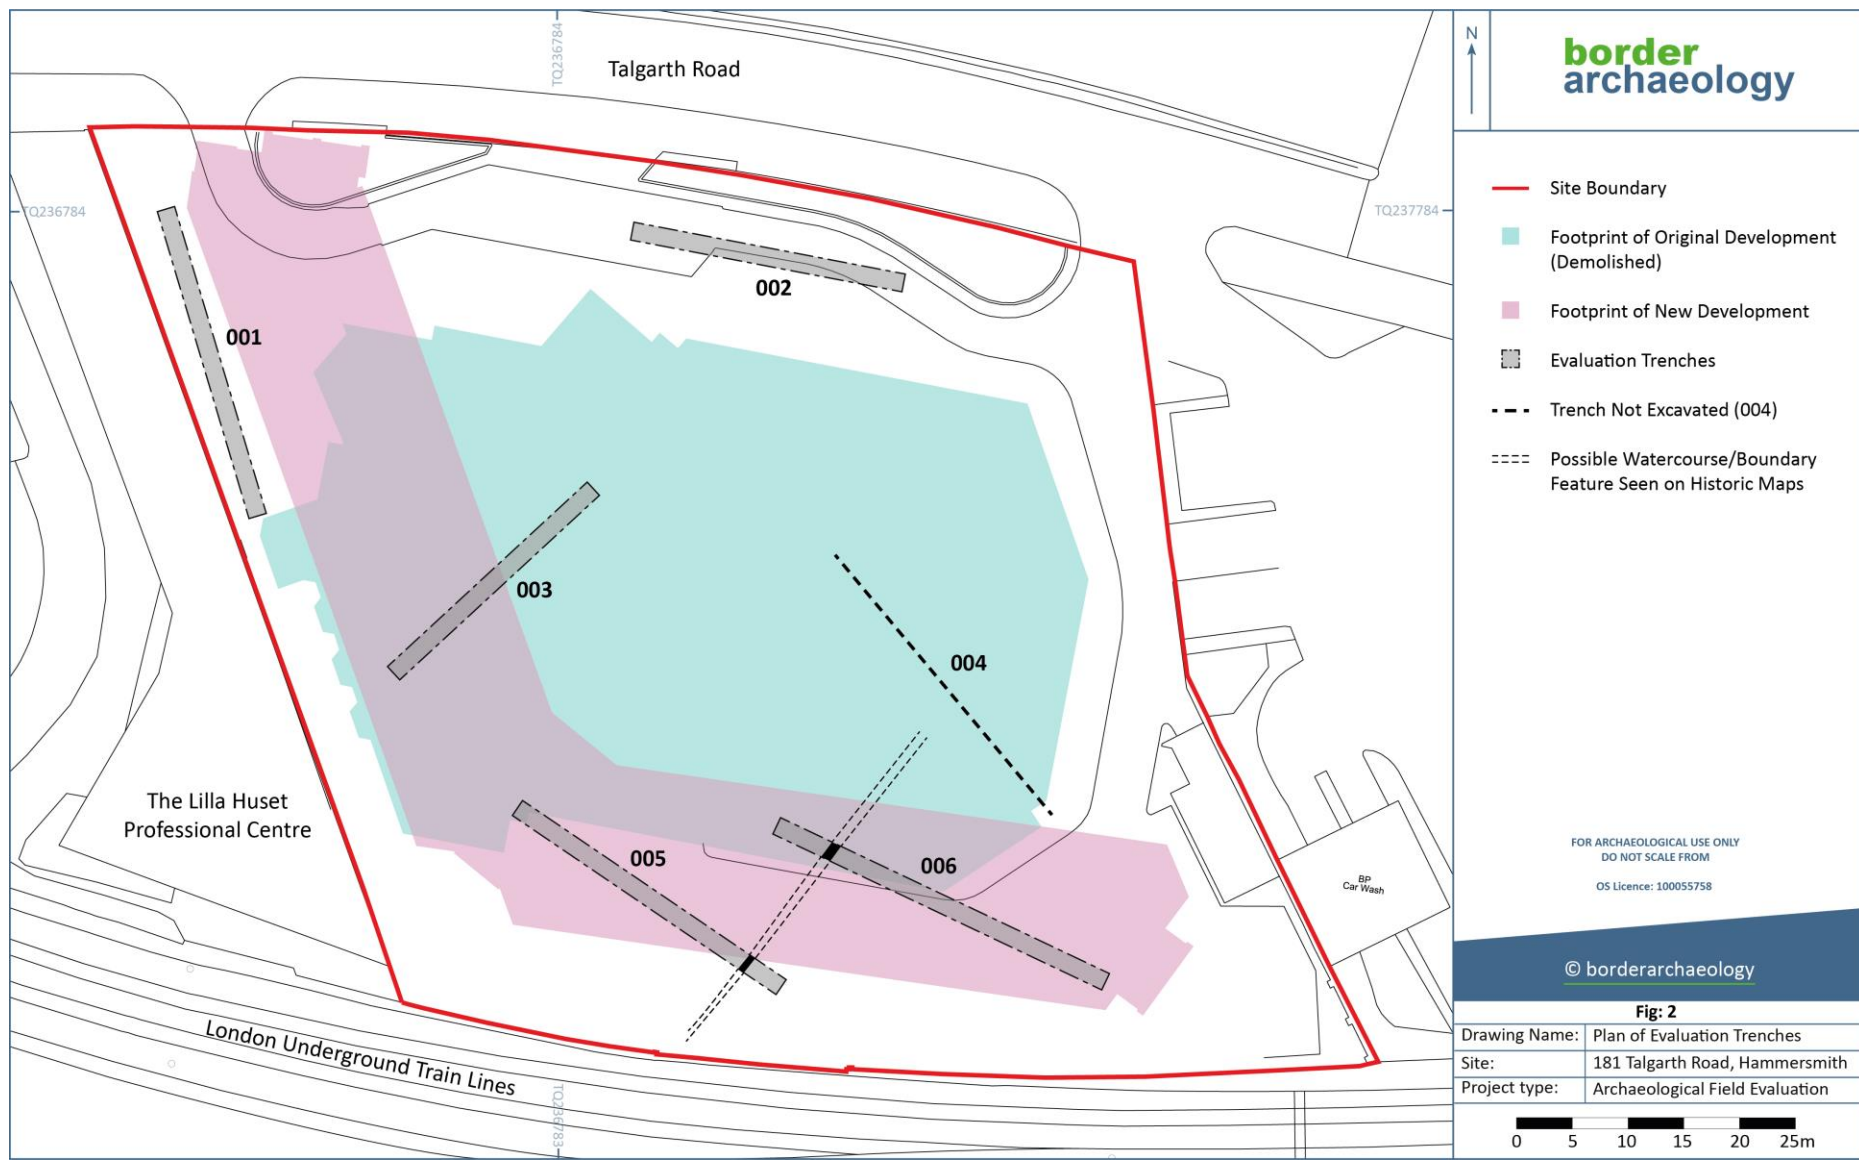 Talgarth Road
TQ236784
TQ236784
TQ237784
001
002
003
004
005
006
The Lilla Huset
Professional Centre
London Underground Train Lines
TQ236783
BP
Car Wash
N
border
archaeology
Site Boundary
Footprint of Original Development
(Demolished)
Footprint of New Development
Evaluation Trenches
Trench Not Excavated (004)
Possible Watercourse/Boundary
Feature Seen on Historic Maps
FOR ARCHAEOLOGICAL USE ONLY
DO NOT SCALE FROM
OS Licence: 100055758
© borderarchaeology
Fig: 2
Drawing Name: Plan of Evaluation Trenches
Site: 181 Talgarth Road, Hammersmith
Project type: Archaeological Field Evaluation
0 5 10 15 20 25m